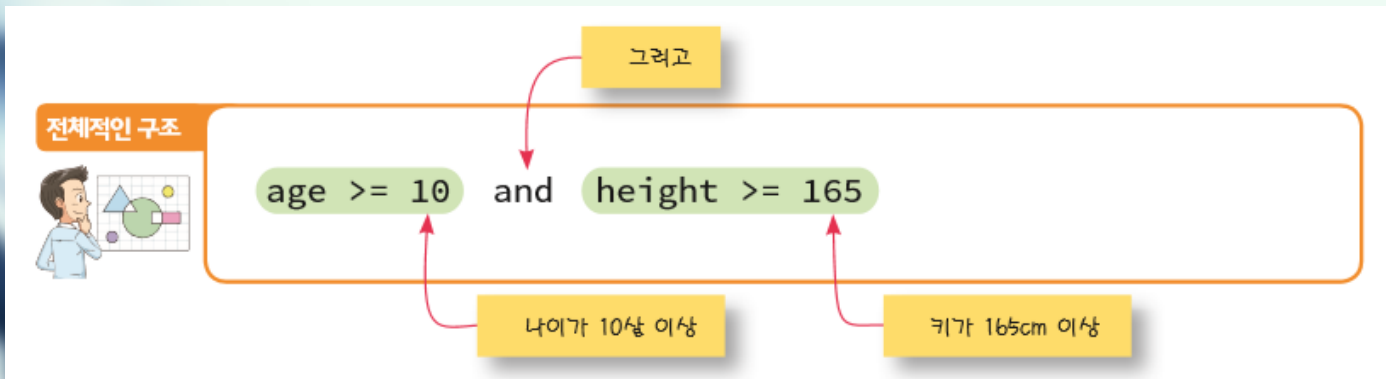 그리고
전체적인 구조
age >= 10 and height >= 165
나이가 10살 이상
키가 165cm 이상